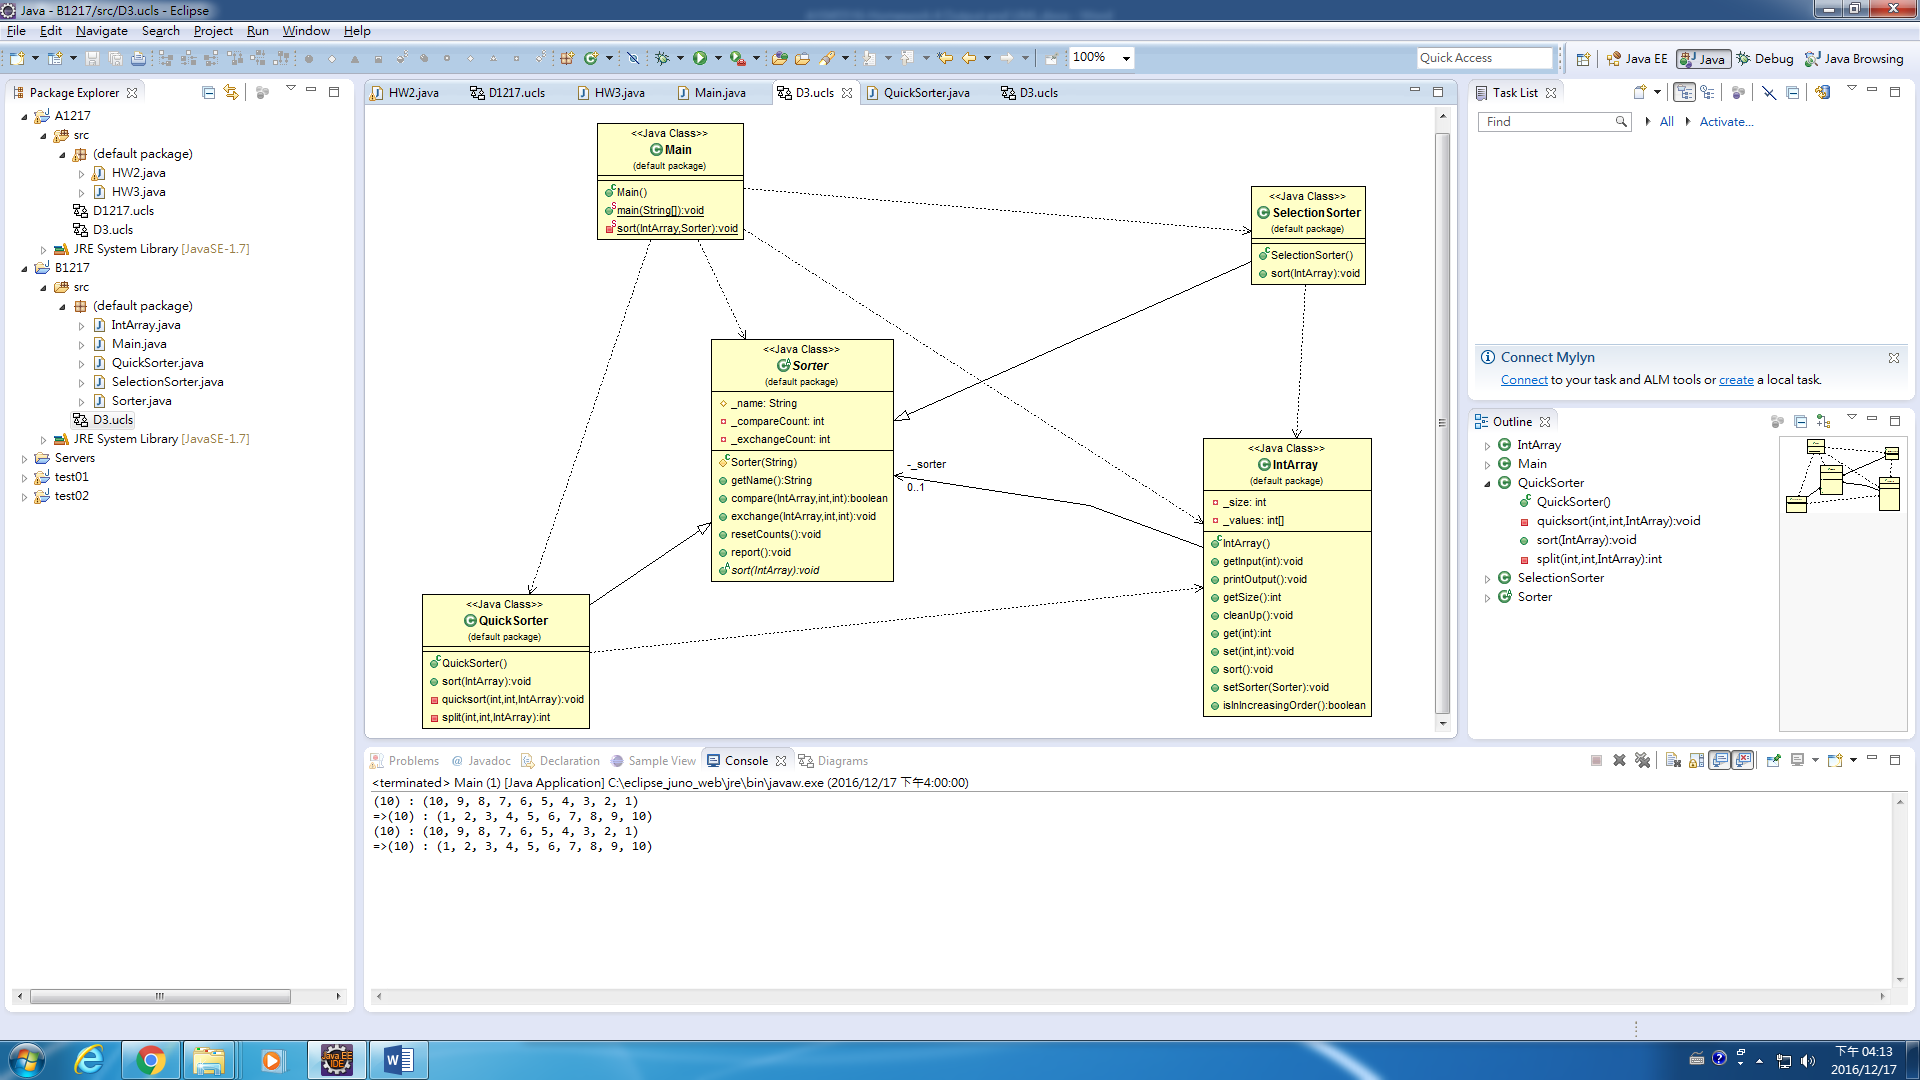 Java - B1217/src/D3.ucls - Eclipse
File Edit Navigate Search Project Run Window Help
100%
Quick Access
Java EE Java Debug Java Browsing
Package Explorer
A1217
src
(default package)
HW2.java
HW3.java
D1217.ucls
D3.ucls
JRE System Library [JavaSE-1.7]
B1217
src
(default package)
IntArray.java
Main.java
QuickSorter.java
SelectionSorter.java
Sorter.java
D3.ucls
JRE System Library [JavaSE-1.7]
Servers
test01
test02
HW2.java D1217.ucls HW3.java Main.java D3.ucls QuickSorter.java D3.ucls
<<Java Class>>
Main
(default package)
Main()
main(String[]):void
sort(IntArray,Sorter):void
<<Java Class>>
SelectionSorter
(default package)
SelectionSorter()
sort(IntArray):void
<<Java Class>>
Sorter
(default package)
_name: String
_compareCount: int
_exchangeCount: int
Sorter(String)
getName():String
compare(IntArray,int,int):boolean
exchange(IntArray,int,int):void
resetCounts():void
report():void
sort(IntArray):void
-_sorter
0..1
<<Java Class>>
IntArray
(default package)
_size: int
_values: int[]
IntArray()
getInput(int):void
printOutput():void
getSize():int
cleanUp():void
get(int):int
set(int,int):void
sort():void
setSorter(Sorter):void
isInIncreasingOrder():boolean
<<Java Class>>
QuickSorter
(default package)
QuickSorter()
sort(IntArray):void
quicksort(int,int,IntArray):void
split(int,int,IntArray):int
Task List
Find
All Activate...
Connect Mylyn
Connect to your task and ALM tools or create a local task.
Outline
IntArray
Main
QuickSorter
QuickSorter()
quicksort(int,int,IntArray):void
sort(IntArray):void
split(int,int,IntArray):int
SelectionSorter
Sorter
Problems Javadoc Declaration Sample View Console Diagrams
<terminated> Main (1) [Java Application] C:\eclipse_juno_web\jre\bin\javaw.exe (2016/12/17 下午4:00:00)
(10) : (10, 9, 8, 7, 6, 5, 4, 3, 2, 1)
=>(10) : (1, 2, 3, 4, 5, 6, 7, 8, 9, 10)
(10) : (10, 9, 8, 7, 6, 5, 4, 3, 2, 1)
=>(10) : (1, 2, 3, 4, 5, 6, 7, 8, 9, 10)
Java EE
IDE
下午 04:13
2016/12/17